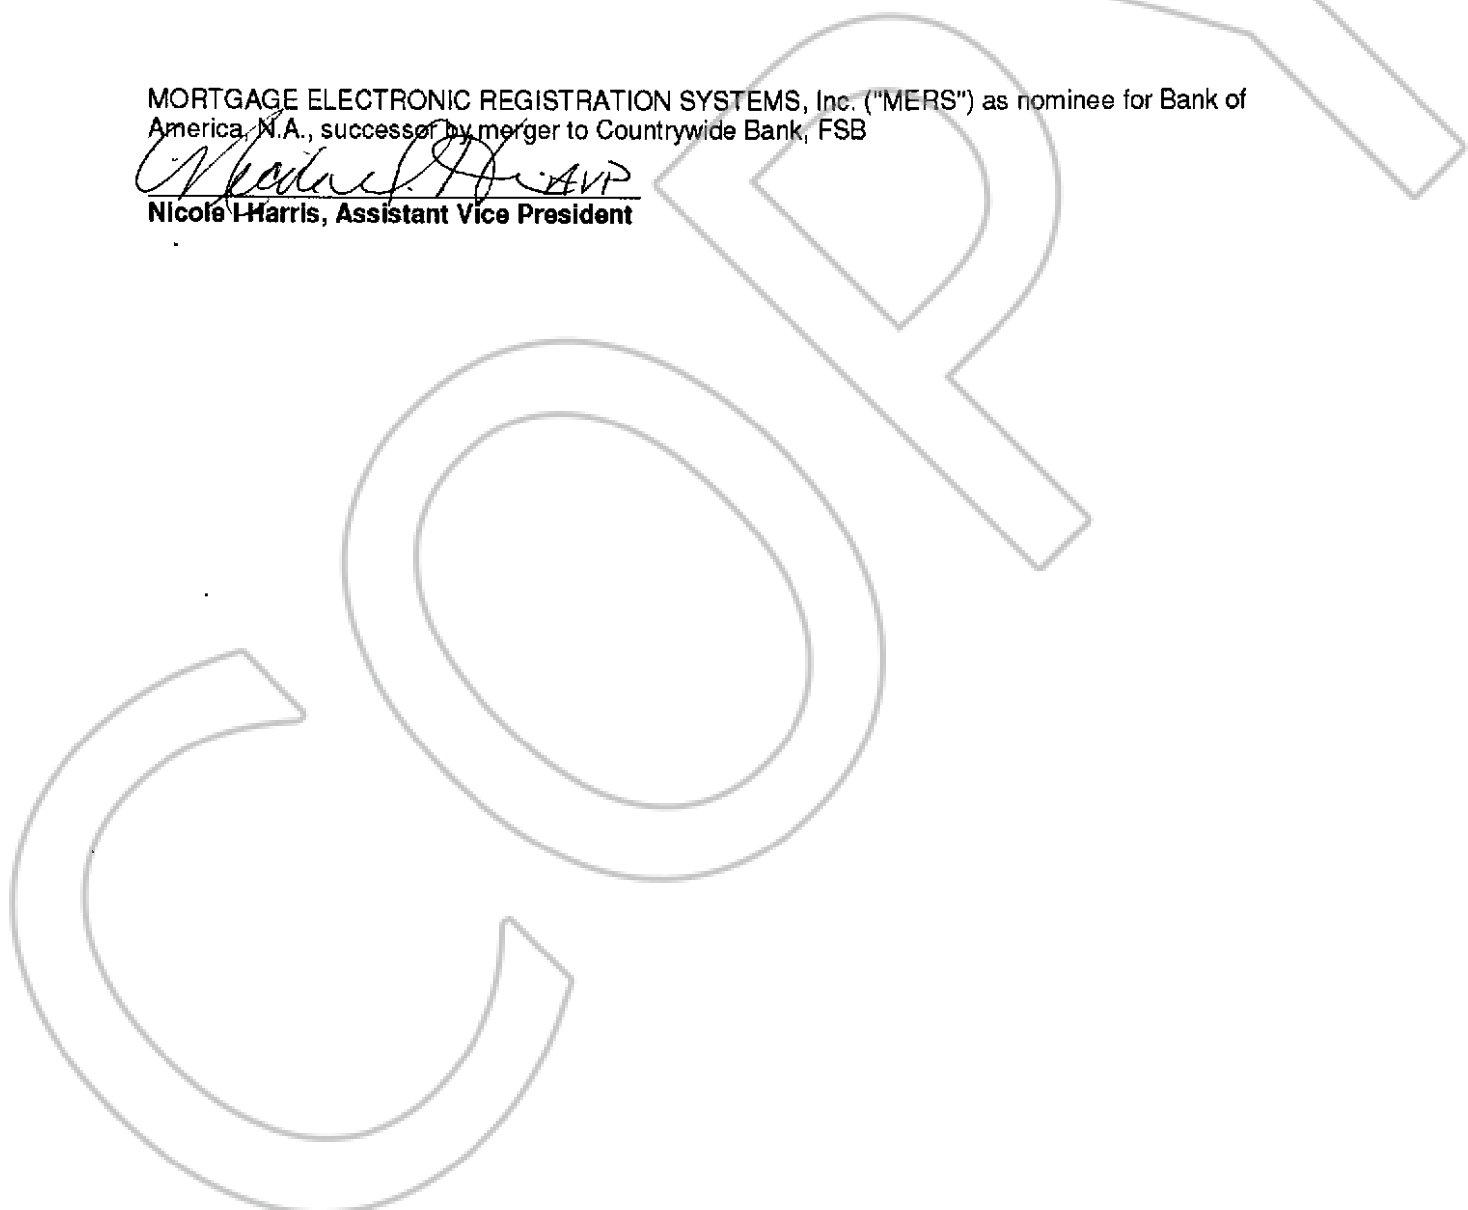 MORTGAGE ELECTRONIC REGISTRATION SYSTEMS, Inc. ("MERS") as nominee for Bank of
America, N.A., successor by merger to Countrywide Bank, FSB
AVP
Nicole Harris, Assistant Vice President
COPY